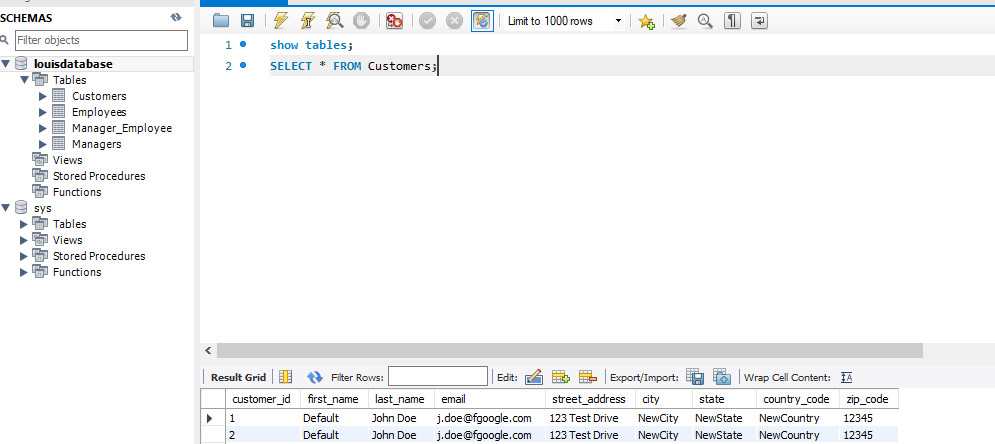 SCHEMAS
Filter objects
louisdatabase
Tables
Customers
Employees
Manager_Employee
Managers
Views
Stored Procedures
Functions
sys
Tables
Views
Stored Procedures
Functions
Limit to 1000 rows
1 show tables;
2 SELECT * FROM Customers;
Result Grid Filter Rows: Edit: Export/Import: Wrap Cell Content:
customer_id first_name last_name email street_address city state country_code zip_code
1 Default John Doe j.doe@fgoogle.com 123 Test Drive NewCity NewState NewCountry 12345
2 Default John Doe j.doe@fgoogle.com 123 Test Drive NewCity NewState NewCountry 12345